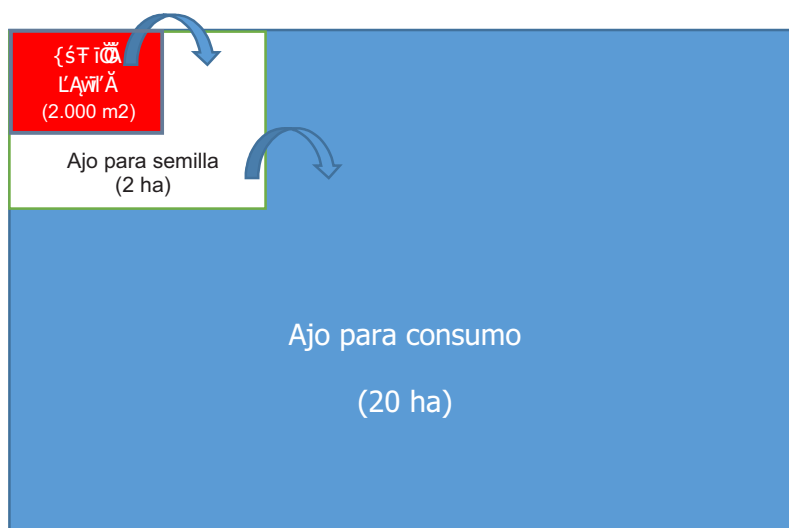 (2.000 m2)
Ajo para semilla
(2 ha)
Ajo para consumo
(20 ha)